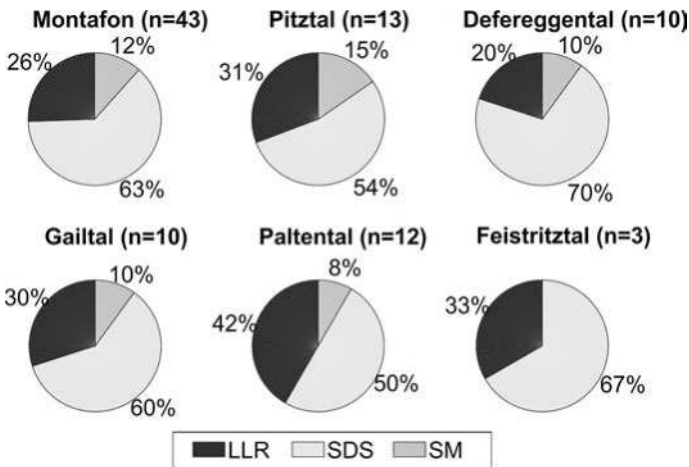 Montafon (n=43)
Pitztal (n=13)
Defereggental (n=10)
26%
12%
63%
31%
15%
54%
20%
10%
70%
Gailtal (n=10)
Paltental (n=12)
Feistritztal (n=3)
30%
10%
60%
42%
8%
50%
33%
67%
LLR
SDS
SM